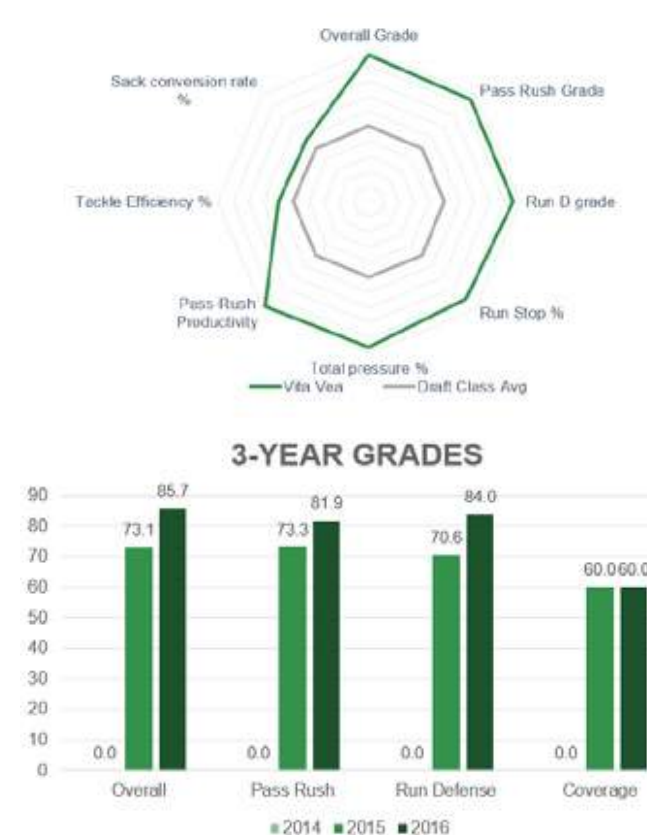 Overall Grade
Sack conversion rate
%
Pass Rush Grade
Tackle Efficiency %
Run D grade
Pass Rush
Productivity
Run Stop %
Total pressure %
Vita Vea
Draft Class Avg
3-YEAR GRADES
90
80
70
60
50
40
30
20
10
0
0.0 73.1 85.7
0.0 73.3 81.9
0.0 70.6 84.0
0.0 60.0 60.0
Overall Pass Rush Run Defense Coverage
2014 2015 2016